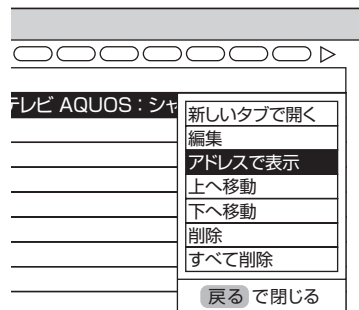 テレビ AQUOS：シャ
新しいタブで開く
編集
アドレスで表示
上へ移動
下へ移動
削除
すべて削除
戻る で閉じる